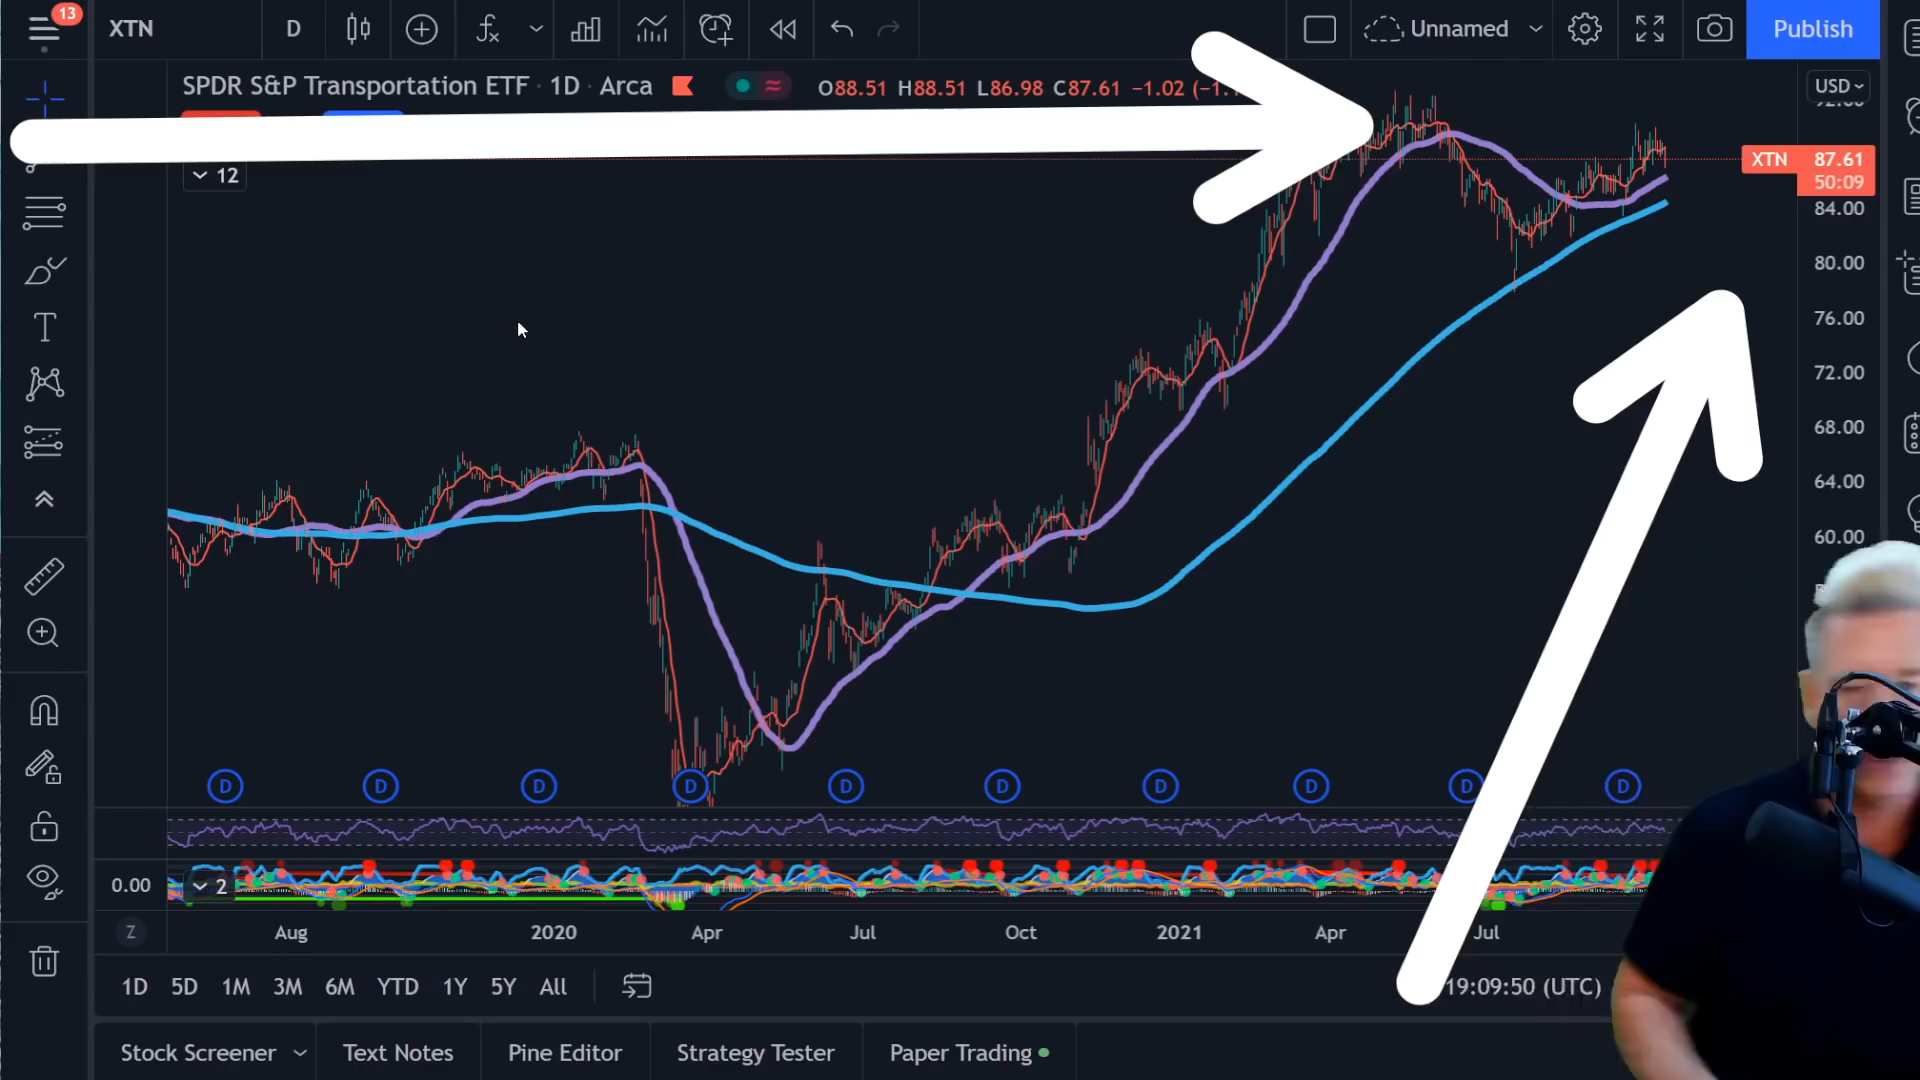 13
XTN
D
Unnamed
Publish
SPDR S&P Transportation ETF · 1D · Arca
O88.51 H88.51 L86.98 C87.61 −1.02
USD
12
XTN 87.61
50:09
84.00
80.00
76.00
72.00
68.00
64.00
60.00
D D D D D D D D D D
0.00
2
Z
Aug 2020 Apr Jul Oct 2021 Apr Jul
1D 5D 1M 3M 6M YTD 1Y 5Y All
19:09:50 (UTC)
Stock Screener Text Notes Pine Editor Strategy Tester Paper Trading